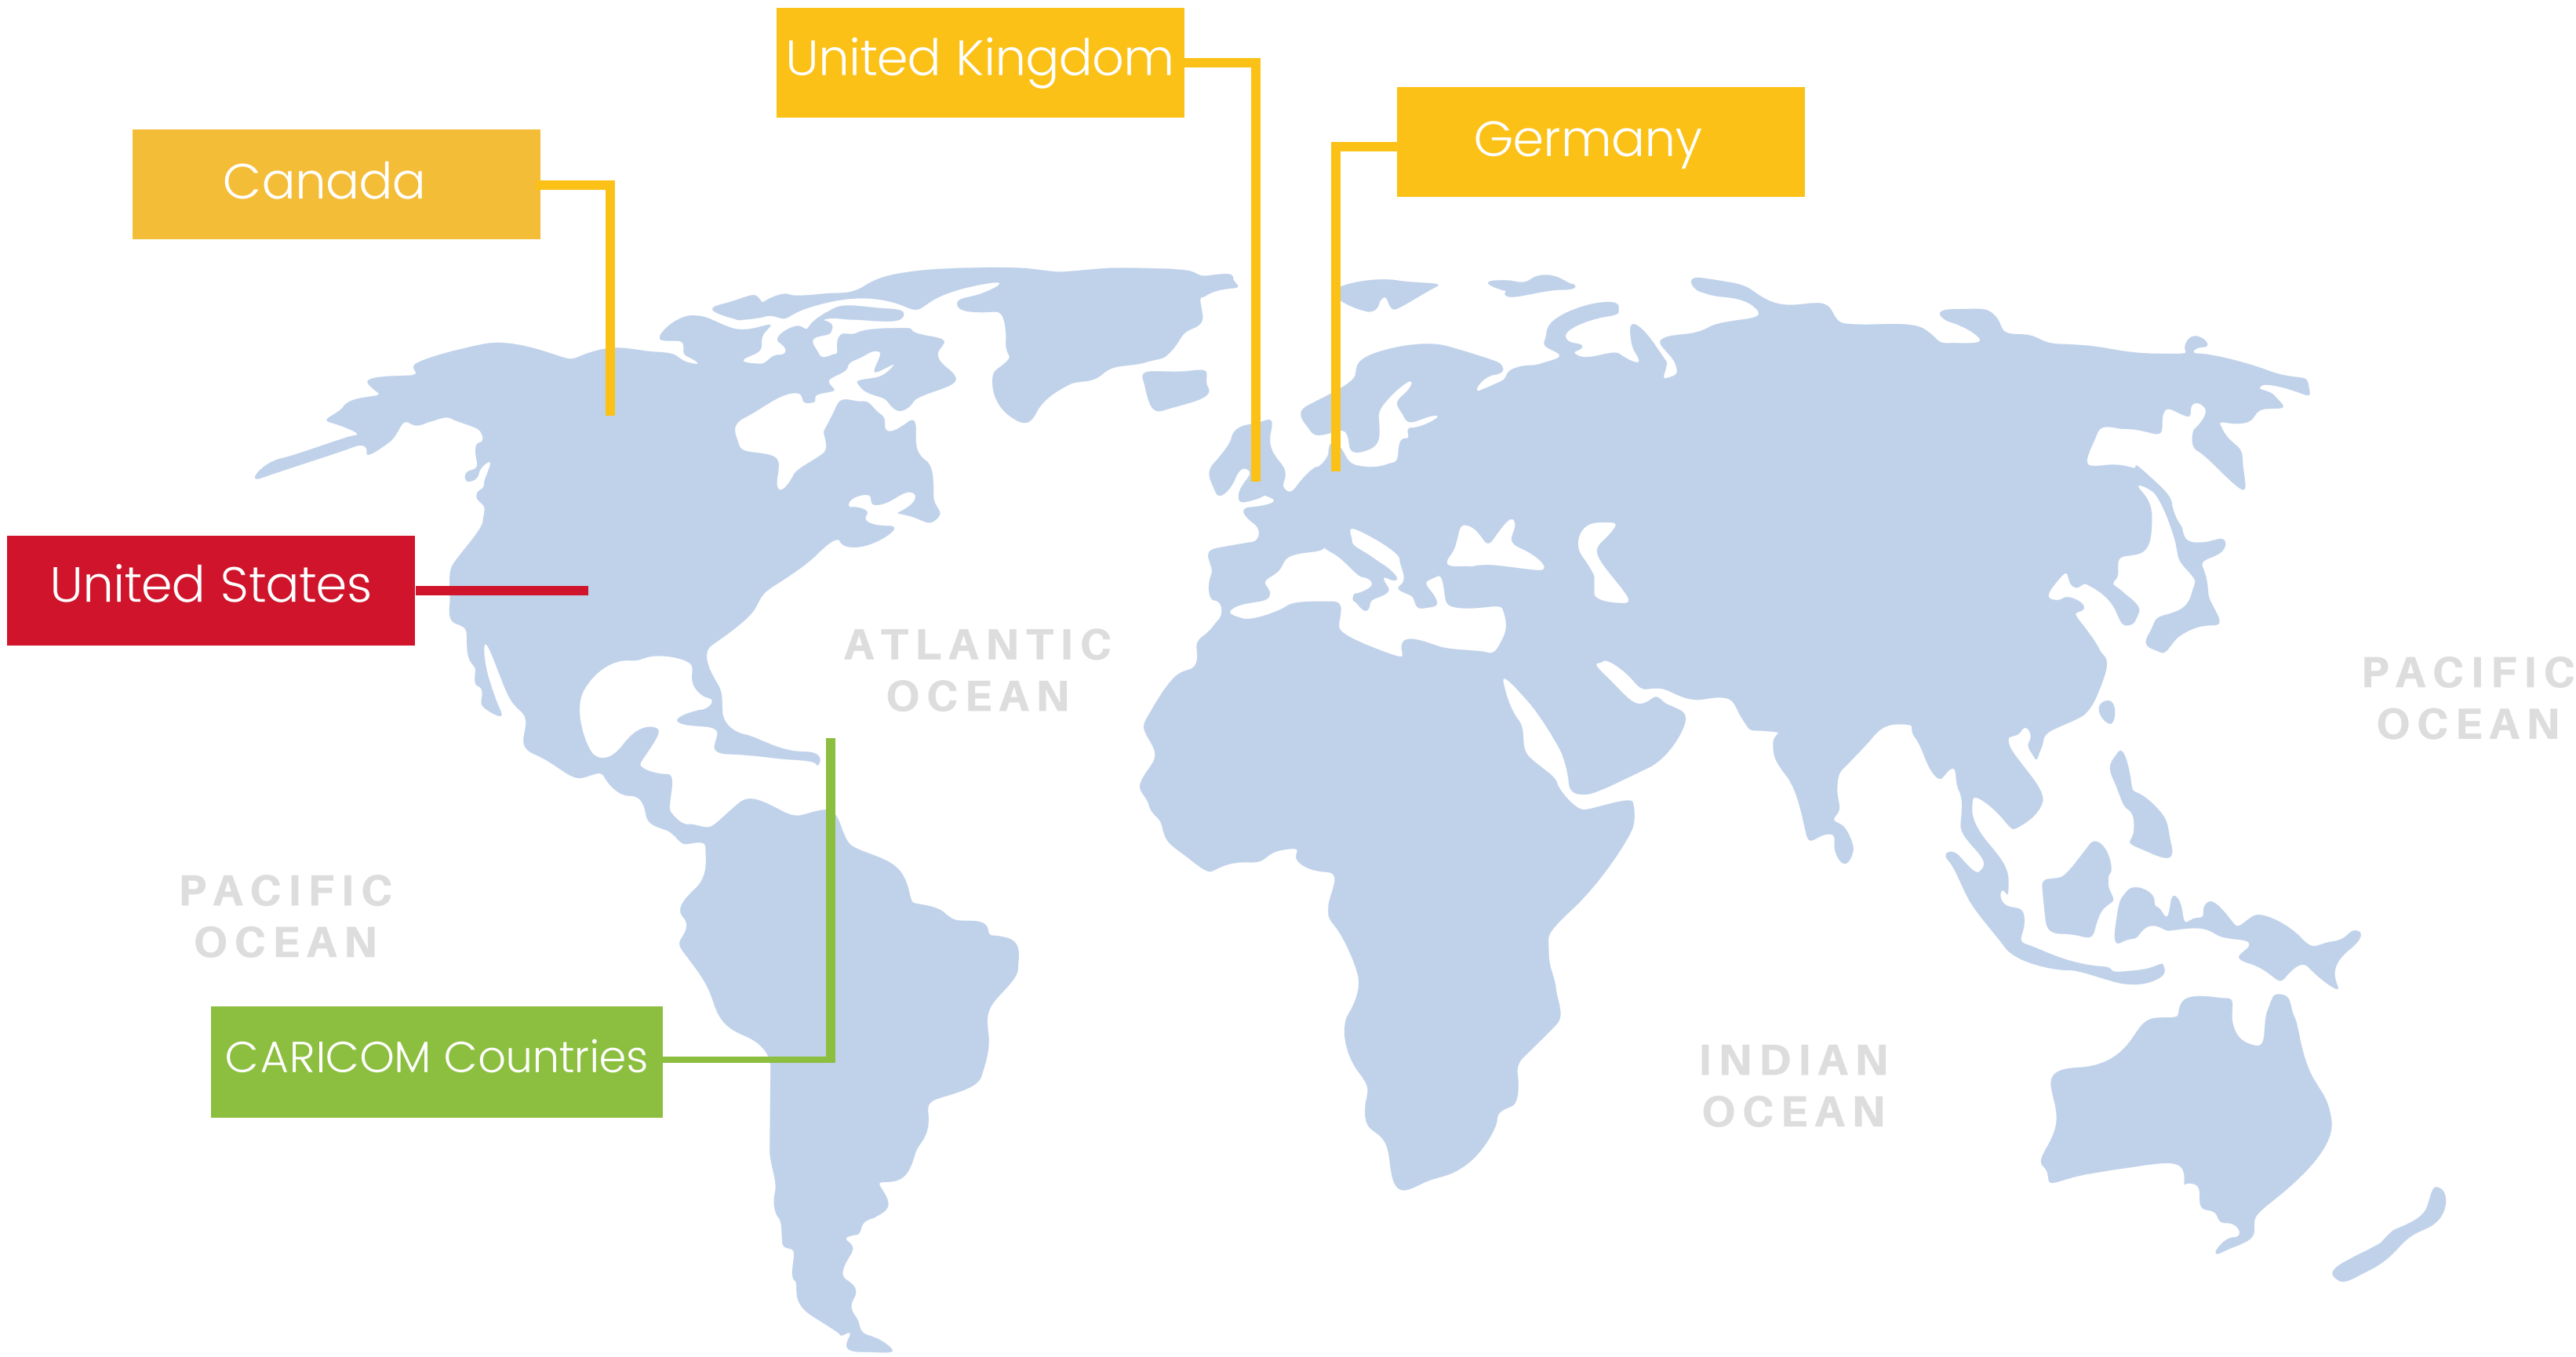 United Kingdom
Germany
Canada
United States
ATLANTIC
OCEAN
PACIFIC
OCEAN
PACIFIC
OCEAN
CARICOM Countries
INDIAN
OCEAN